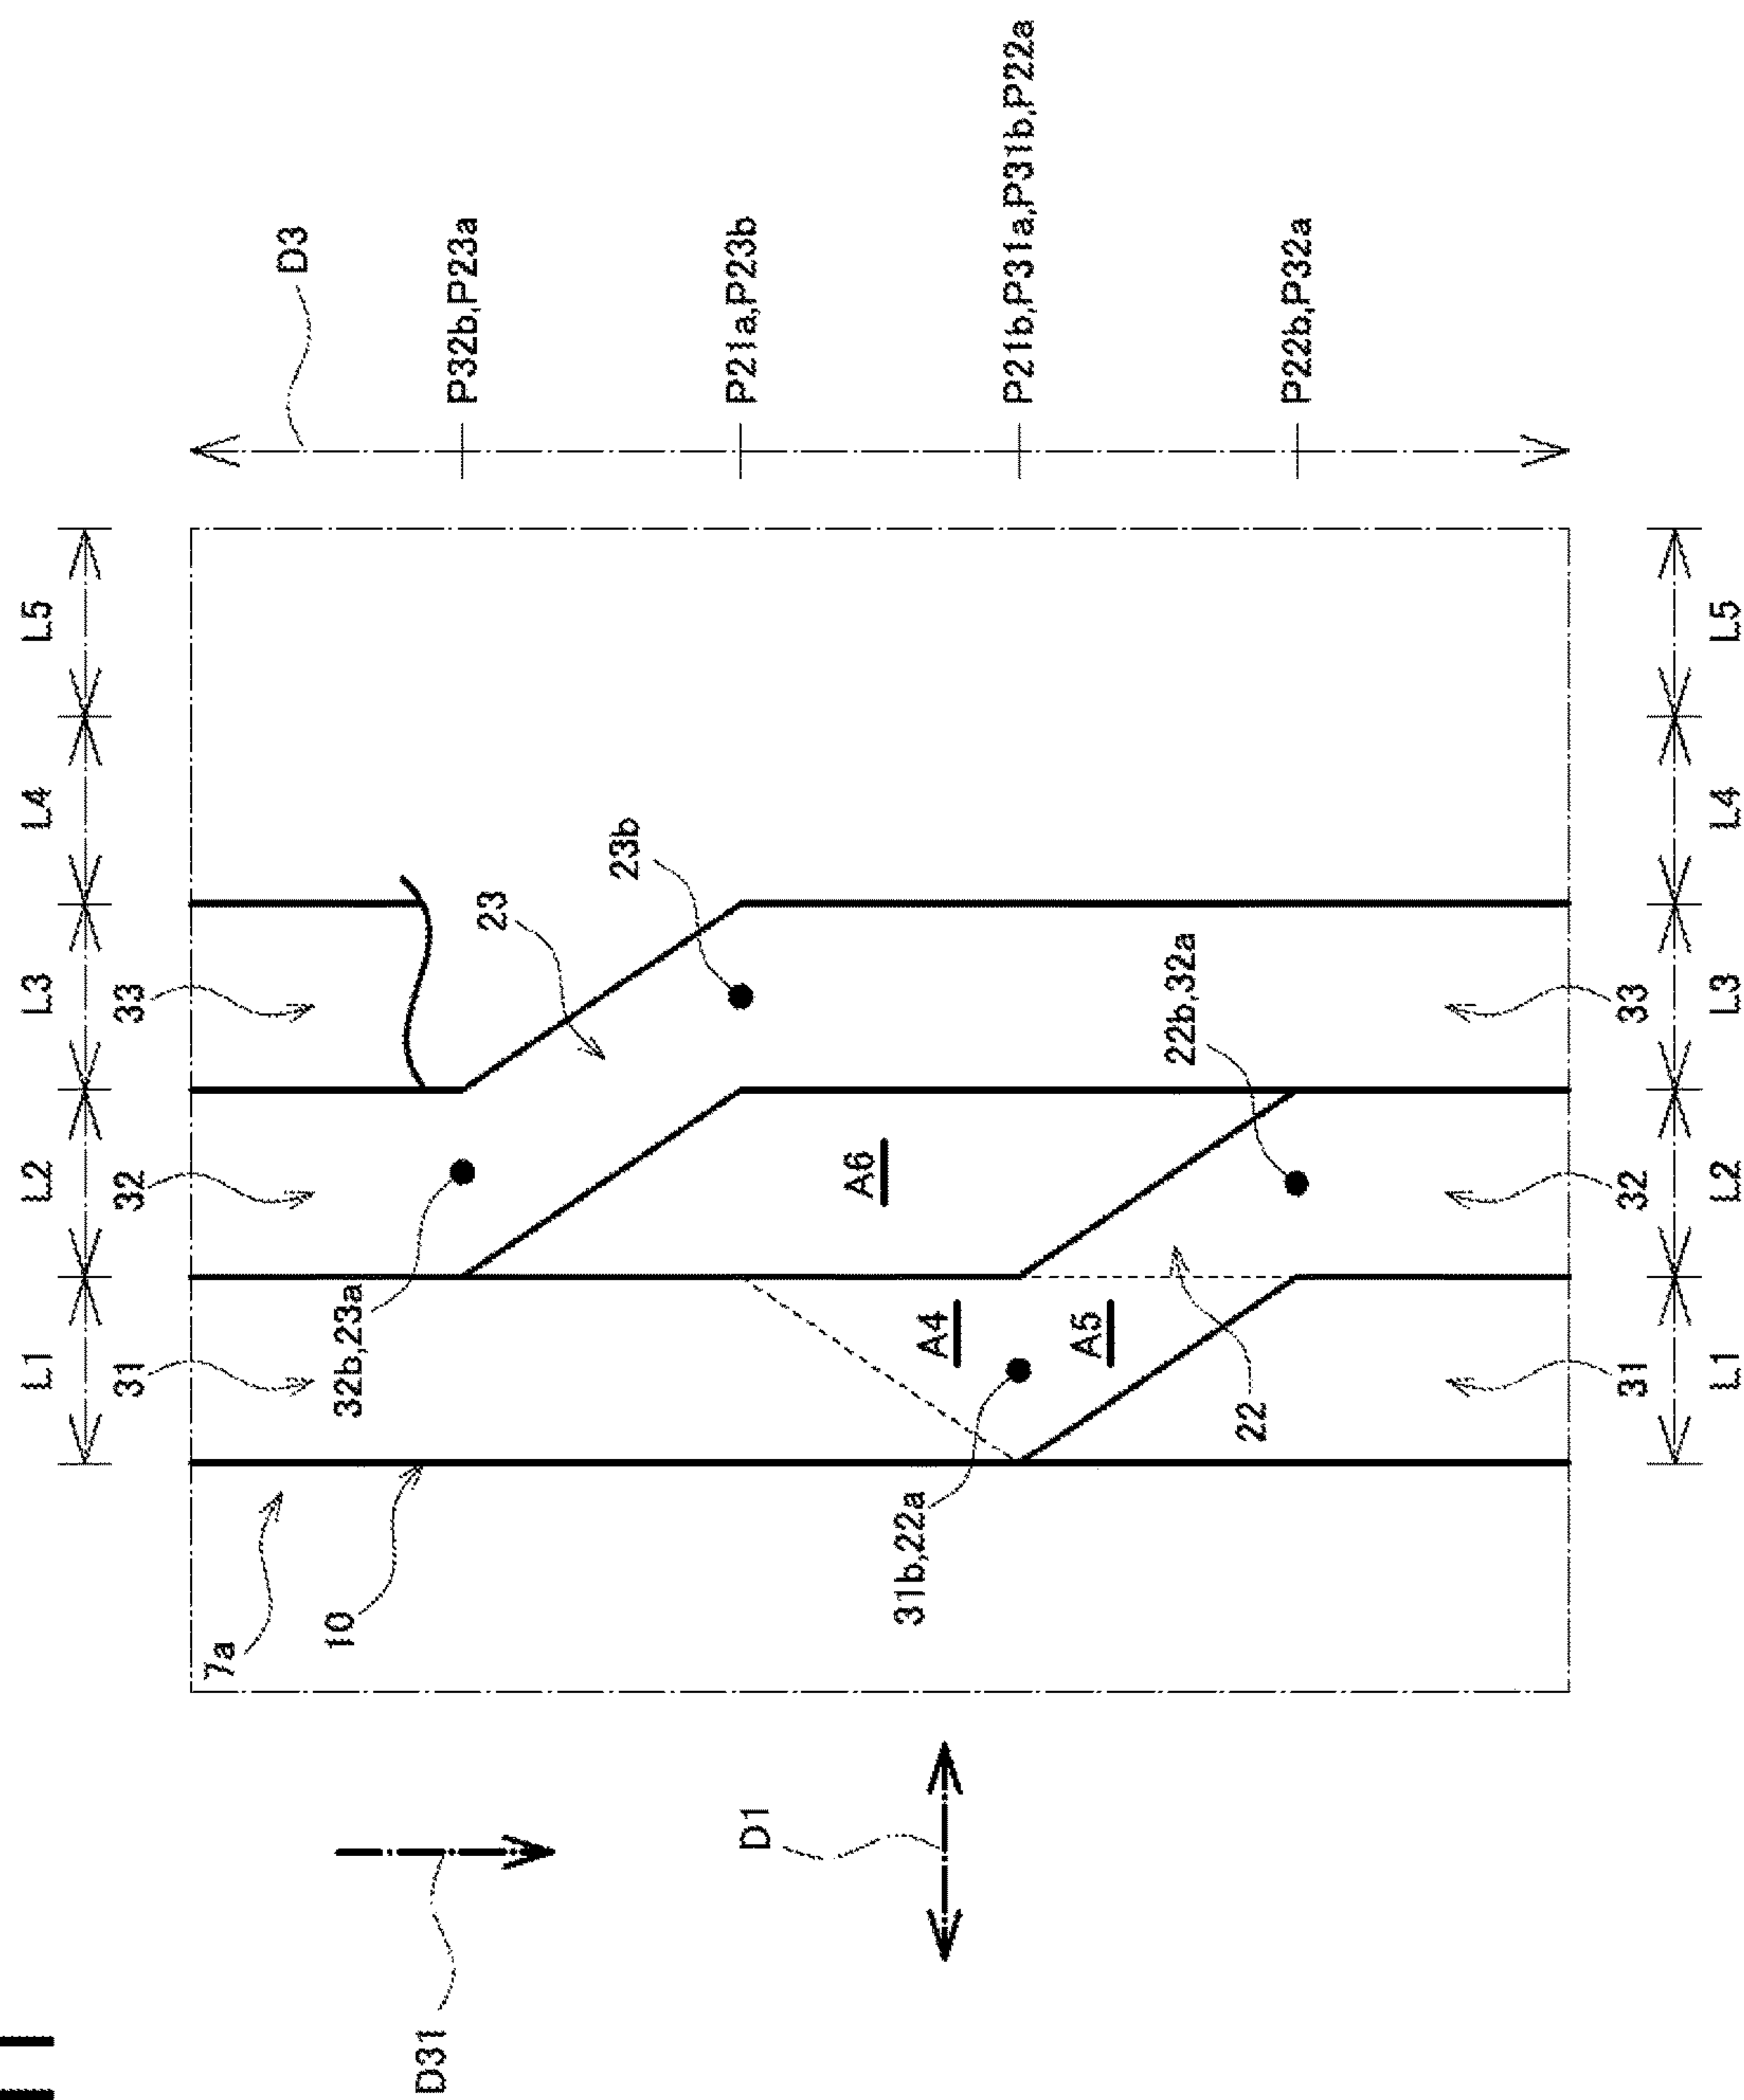 L1
L2
L3
L4
L5
31
32
33
D3
P32b,P23a
P21a,P23b
P21b,P31a,P31b,P22a
P22b,P32a
32b,23a
23
23b
A6
22b,32a
A4
A5
22
31b,22a
7a
10
31
32
33
L1
L2
L3
L4
L5
D31
D1